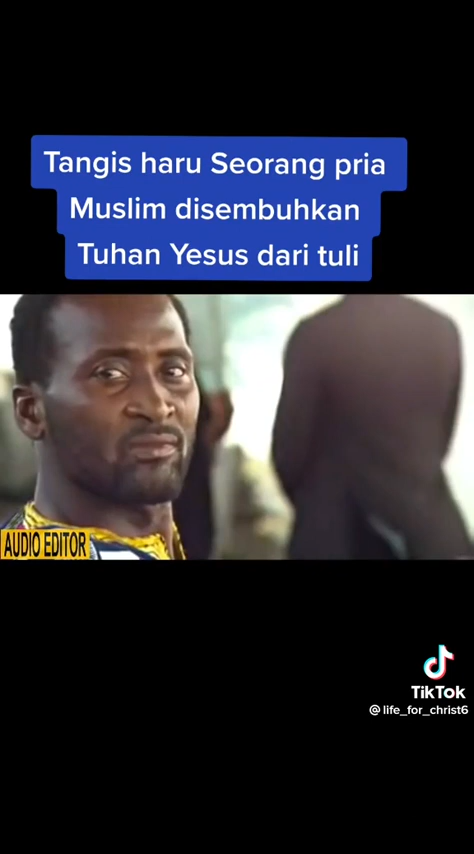 Tangis haru Seorang pria
Muslim disembuhkan
Tuhan Yesus dari tuli
AUDIO EDITOR
TikTok
@life_for_christ6